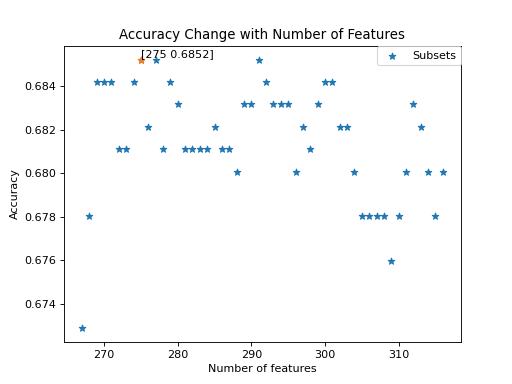 Accuracy Change with Number of Features
[275 0.6852]
Subsets
0.684
0.682
0.680
0.678
0.676
0.674
Accuracy
270 280 290 300 310
Number of features